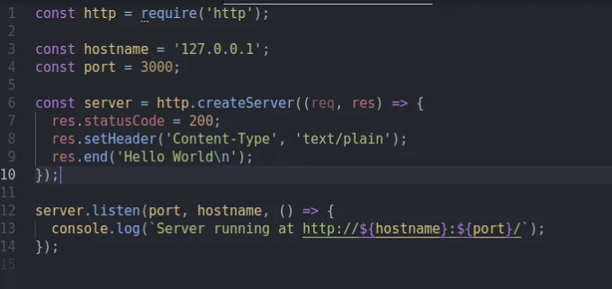 1 const http = require('http');
2
3 const hostname = '127.0.0.1';
4 const port = 3000;
5
6 const server = http.createServer((req, res) => {
7   res.statusCode = 200;
8   res.setHeader('Content-Type', 'text/plain');
9   res.end('Hello World\n');
10 });
11
12 server.listen(port, hostname, () => {
13   console.log(`Server running at http://${hostname}:${port}/`);
14 });
15